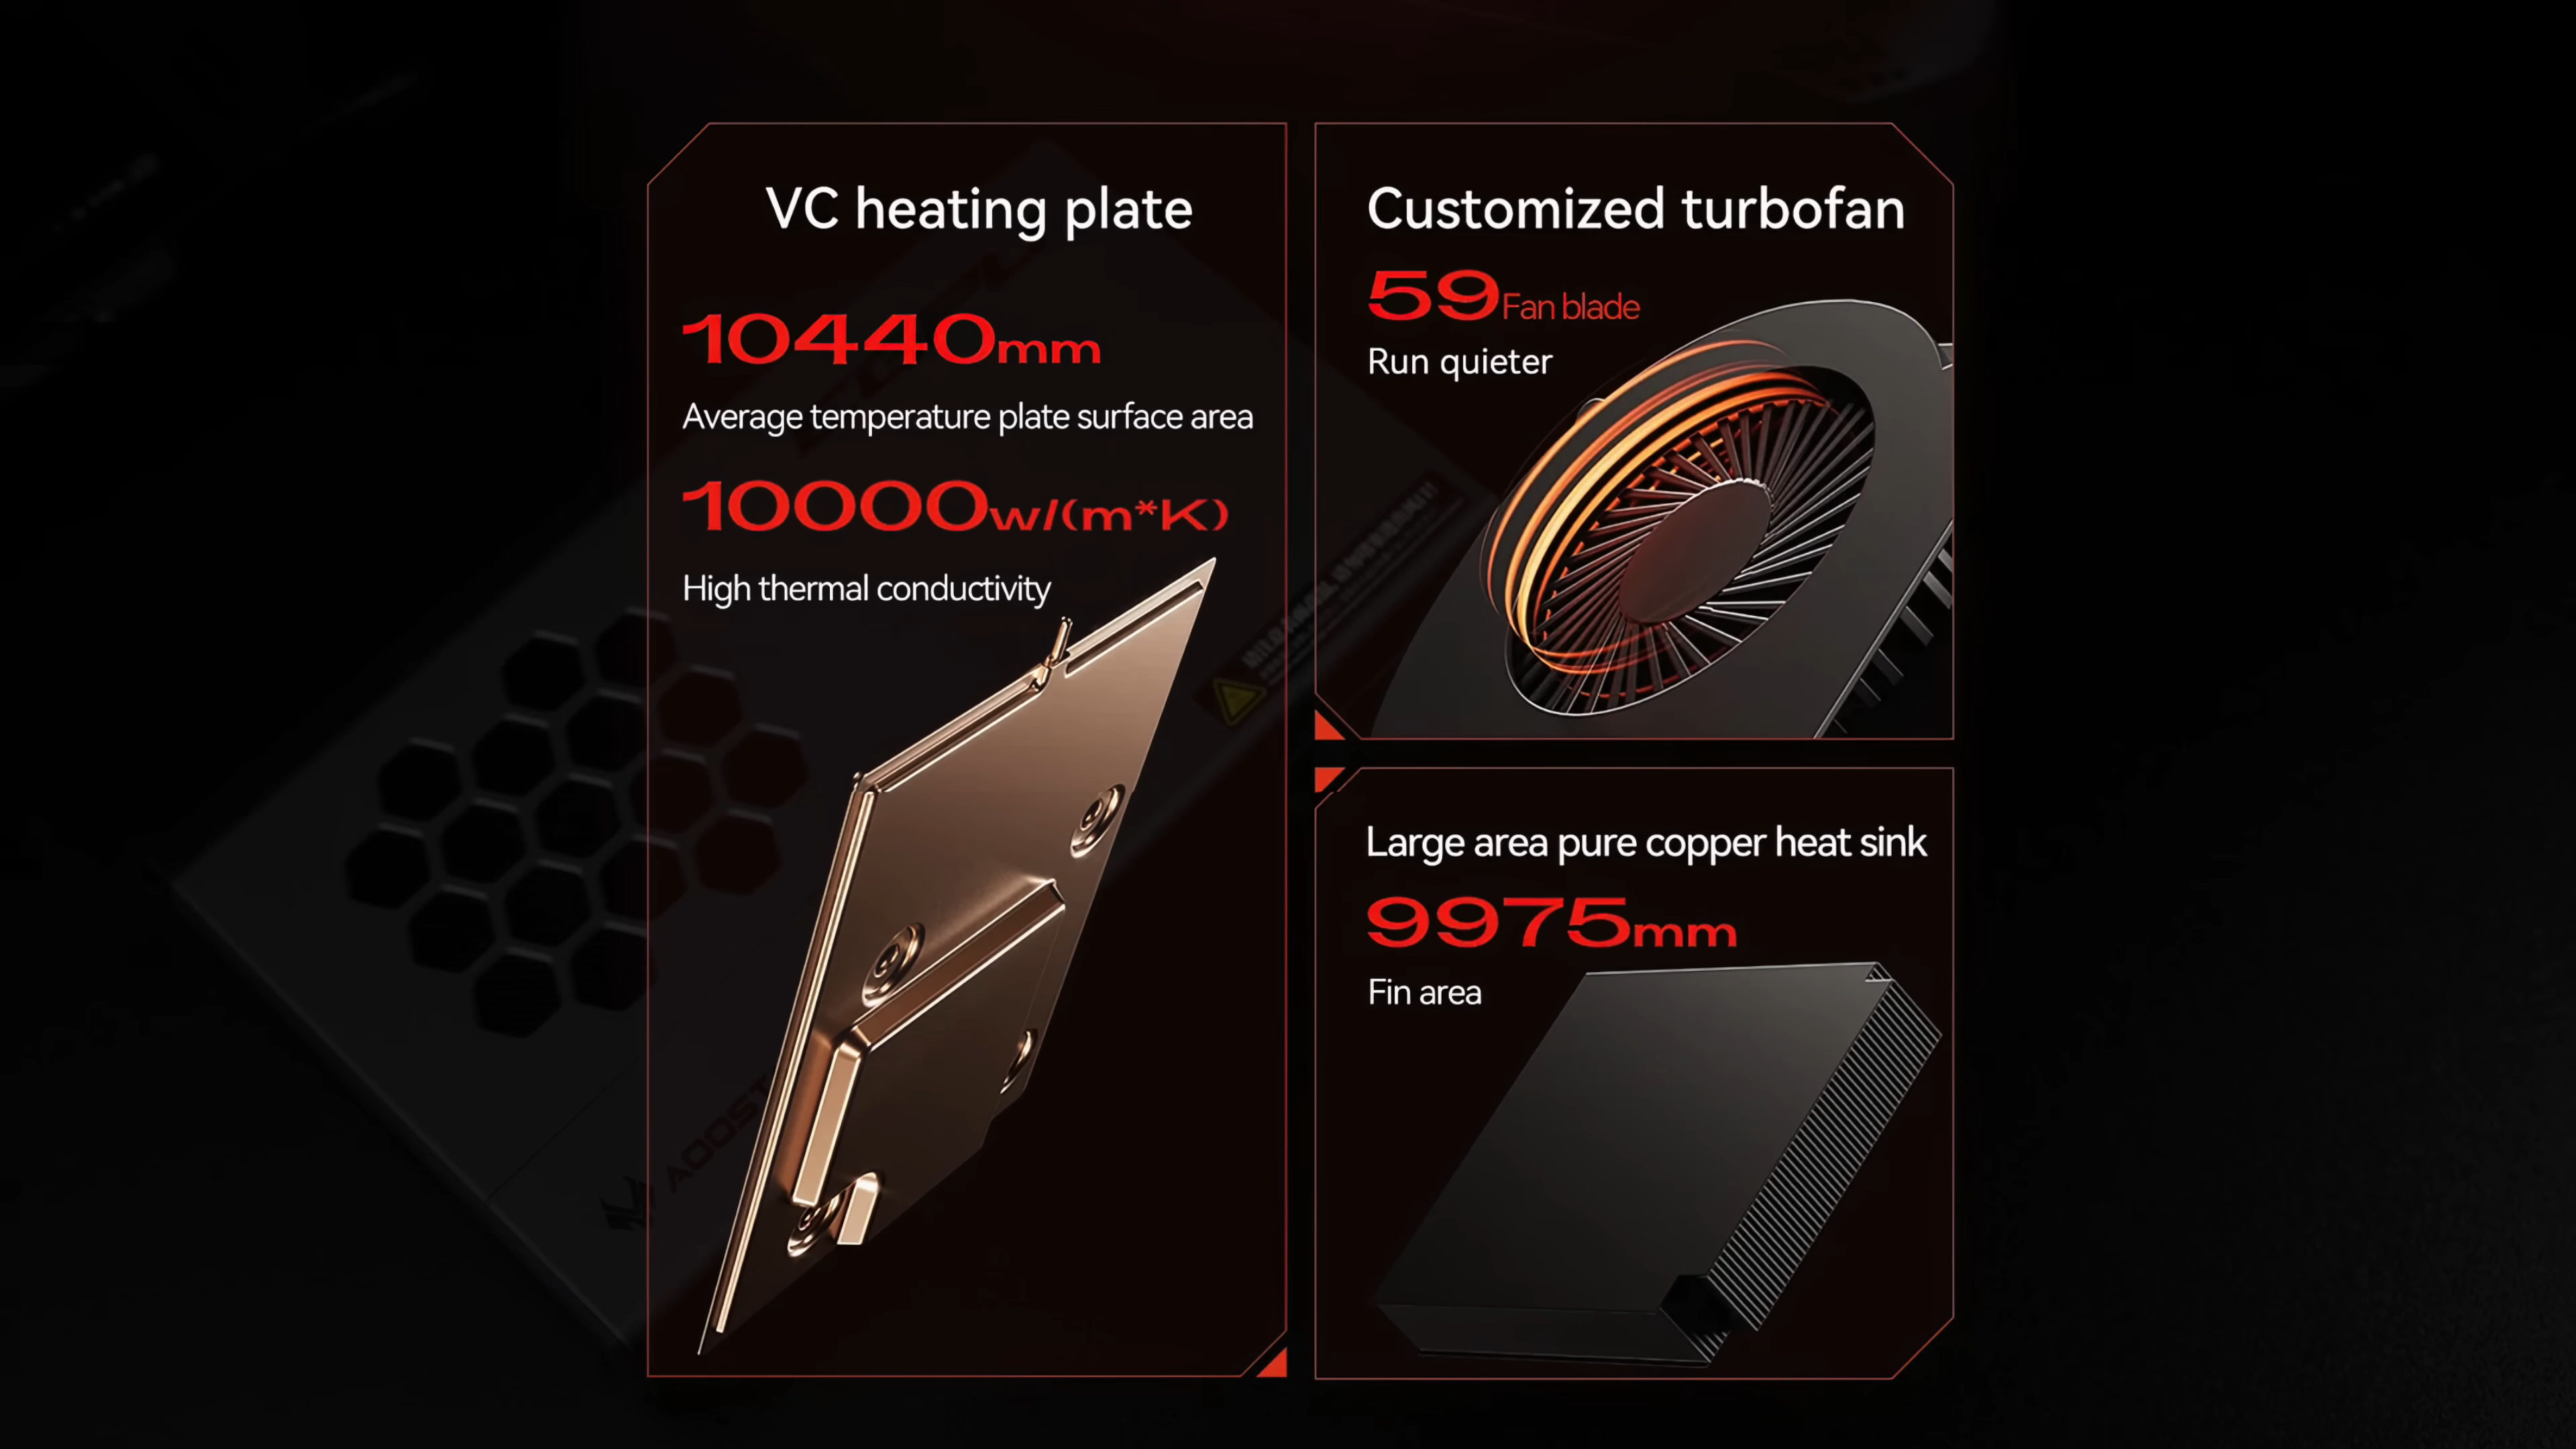 VC heating plate
10440mm
Average temperature plate surface area
10000w/(m*K)
High thermal conductivity
Customized turbofan
59Fan blade
Run quieter
Large area pure copper heat sink
9975mm
Fin area
AOOSTAR